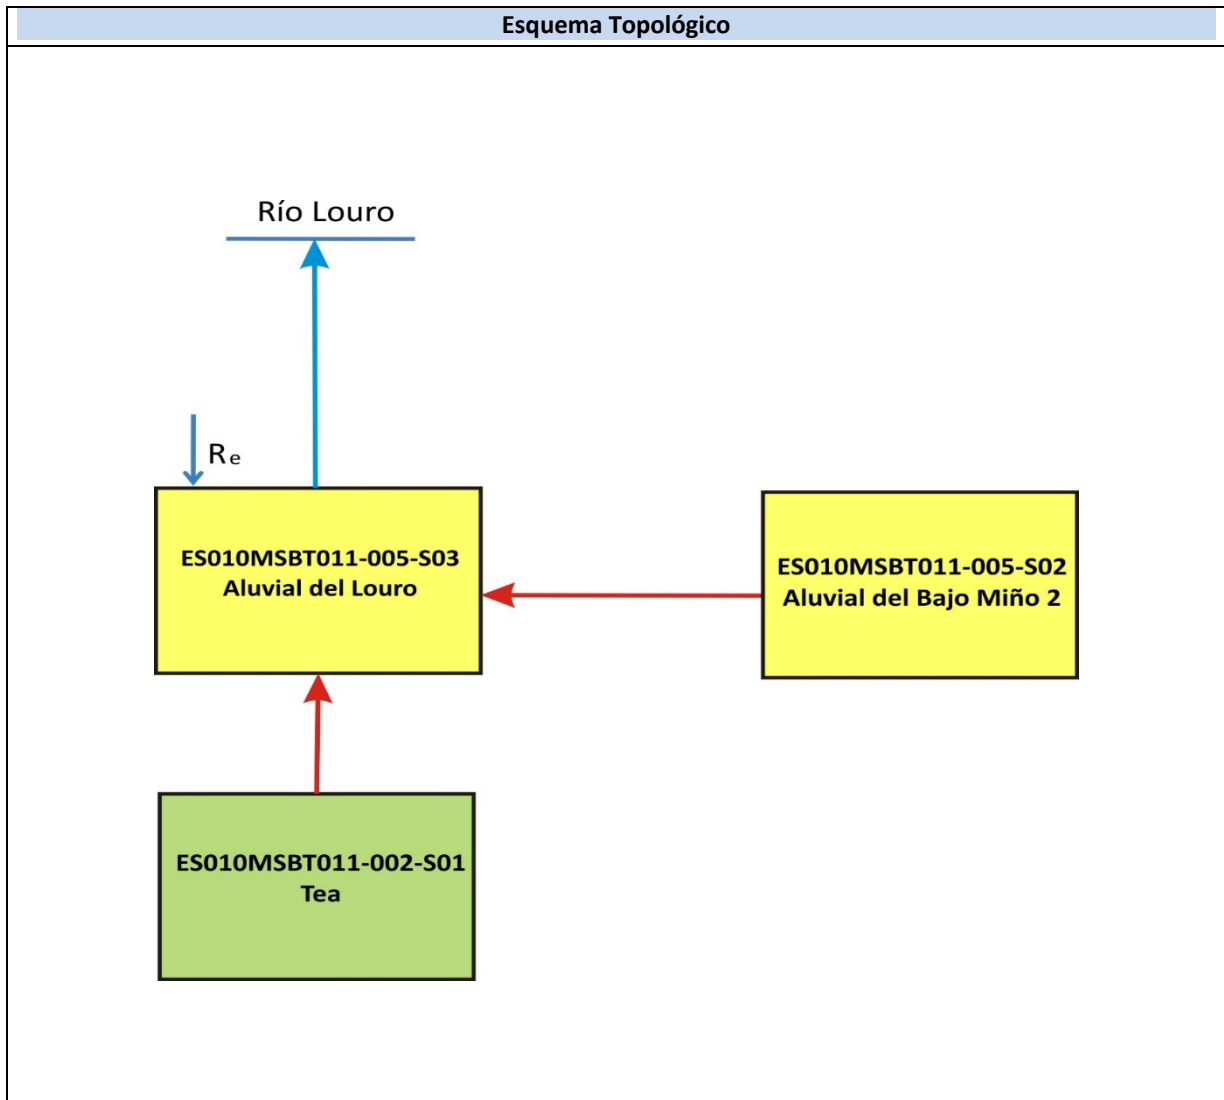 Esquema Topológico
Río Louro
Re
ES010MSBT011-005-S03
Aluvial del Louro
ES010MSBT011-005-S02
Aluvial del Bajo Miño 2
ES010MSBT011-002-S01
Tea